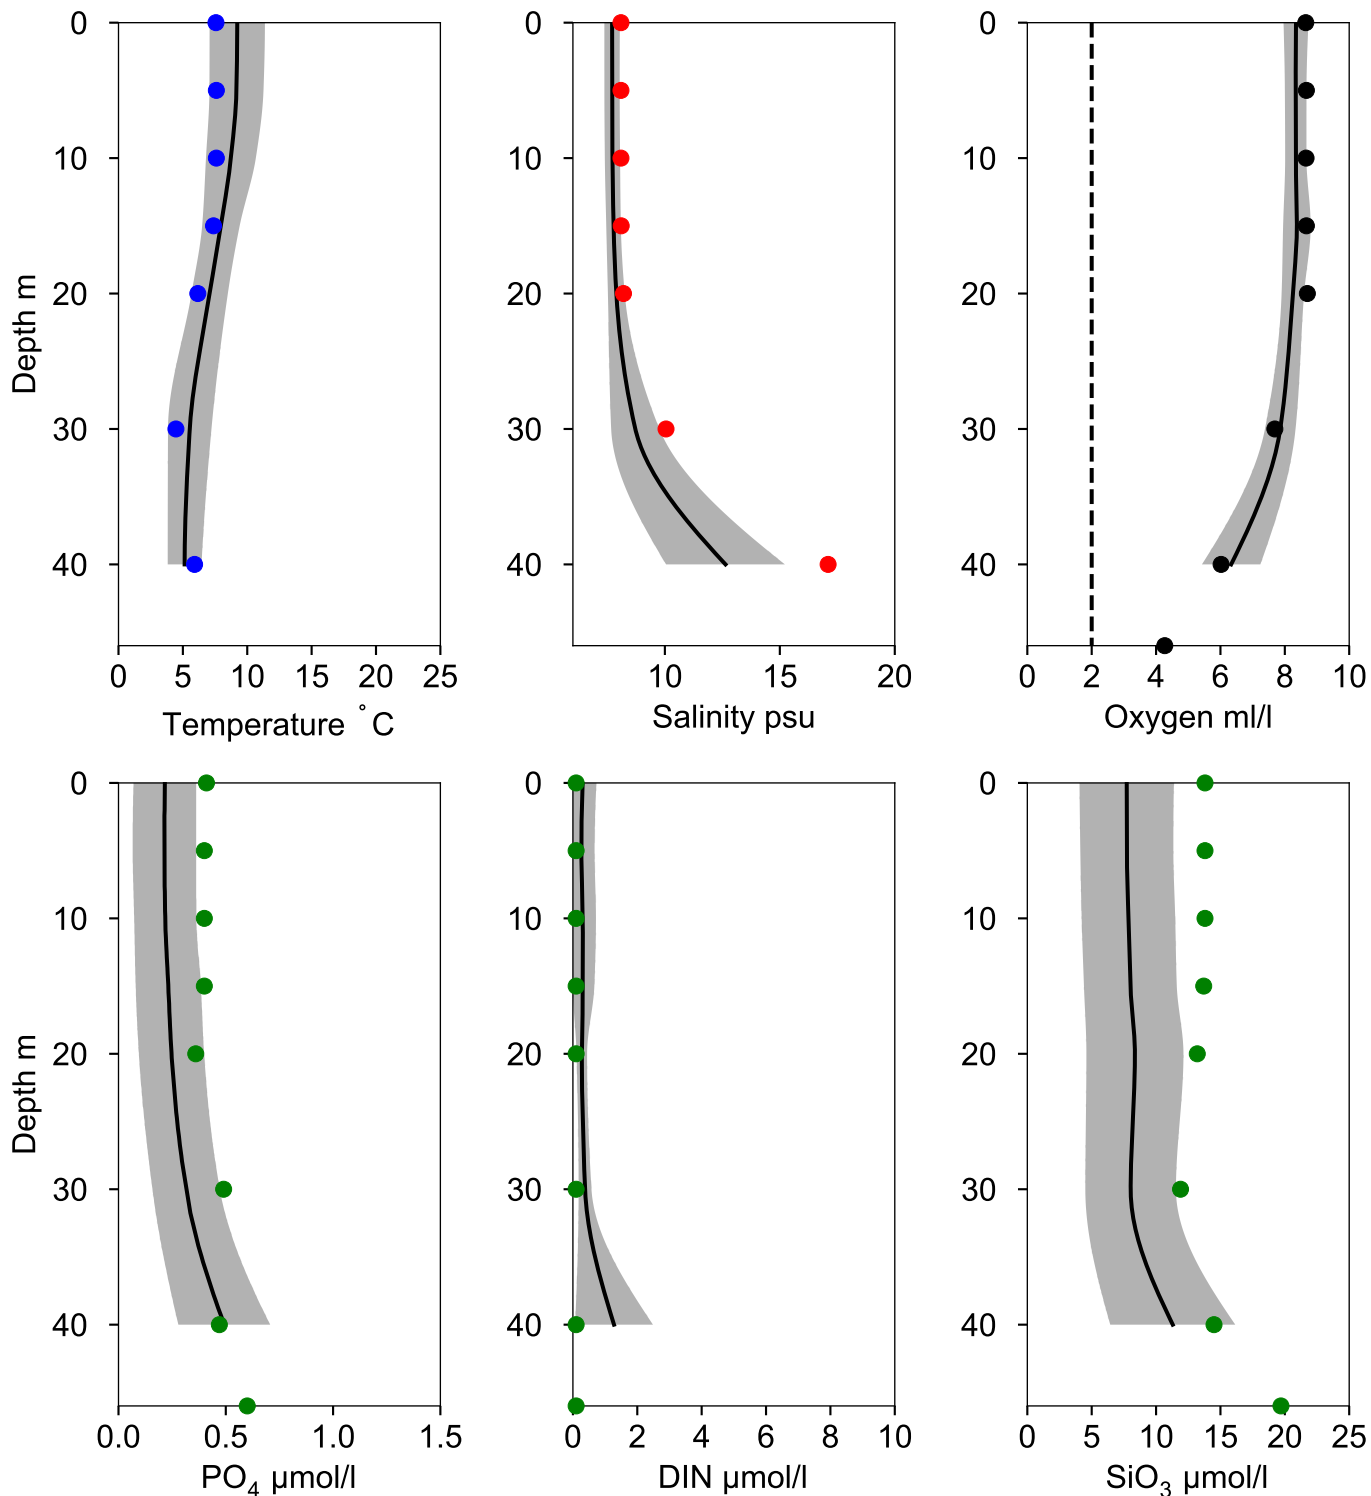 0
10
20
30
40
Depth m
0 5 10 15 20 25
Temperature °C
0
10
20
30
40
10 15 20
Salinity psu
0
10
20
30
40
0 2 4 6 8 10
Oxygen ml/l
0
10
20
30
40
Depth m
0.0 0.5 1.0 1.5
PO₄ µmol/l
0
10
20
30
40
0 2 4 6 8 10
DIN µmol/l
0
10
20
30
40
0 5 10 15 20 25
SiO₃ µmol/l